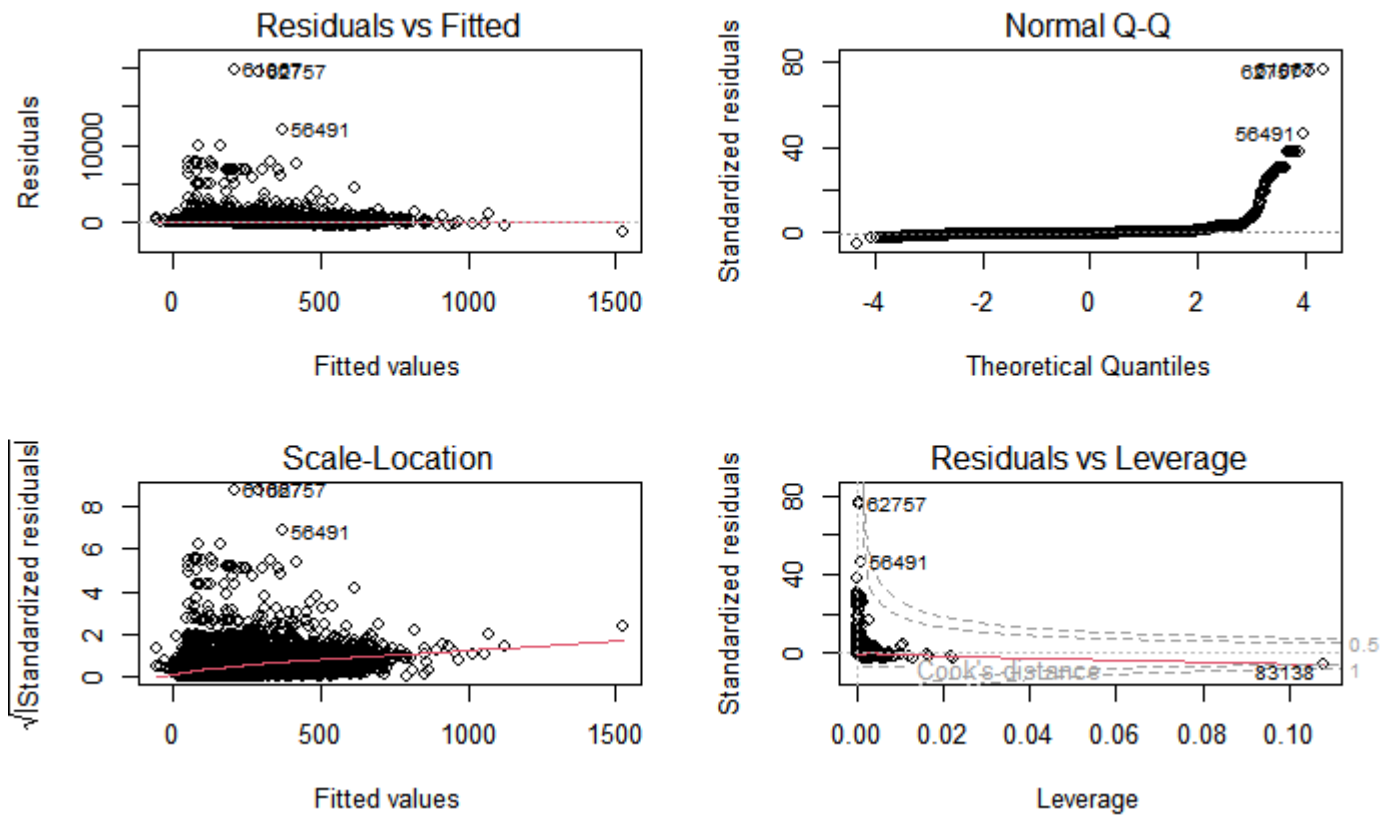 Residuals vs Fitted
Residuals
10000
0
62757
56491
0 500 1000 1500
Fitted values
Normal Q-Q
Standardized residuals
80
40
0
56491
-4 -2 0 2 4
Theoretical Quantiles
Scale-Location
√|Standardized residuals|
8
6
4
2
0
62757
56491
0 500 1000 1500
Fitted values
Residuals vs Leverage
Standardized residuals
80
40
0
62757
56491
83138
Cook's distance
0.5
1
0.00 0.02 0.04 0.06 0.08 0.10
Leverage